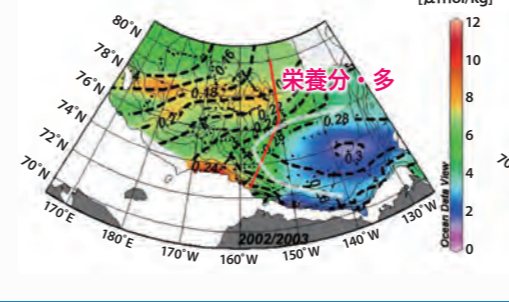 [μmol/kg]
80°N
78°N
76°N
74°N
72°N
70°N
170°E
180°E
170°W
160°W
150°W
140°W
130°W
栄養分・多
0.16
0.18
0.24
0.28
0.3
2002/2003
Ocean Data View
12
10
8
6
4
2
0
70